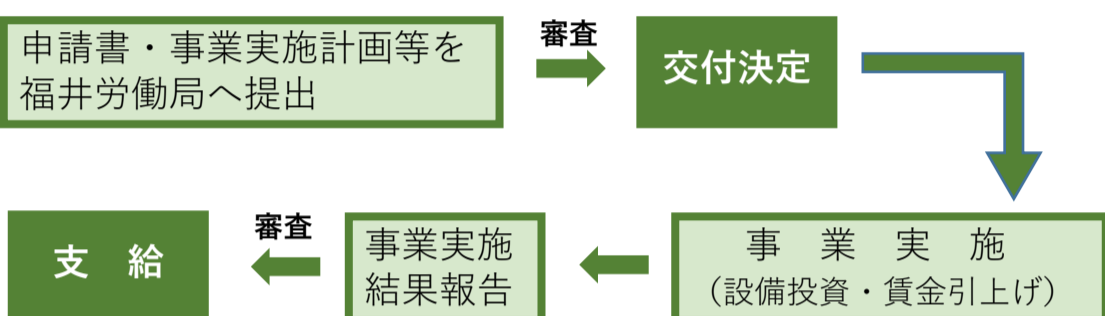 申請書・事業実施計画等を
福井労働局へ提出
審査
交付決定
事　業　実　施
（設備投資・賃金引上げ）
事業実施
結果報告
審査
支　給